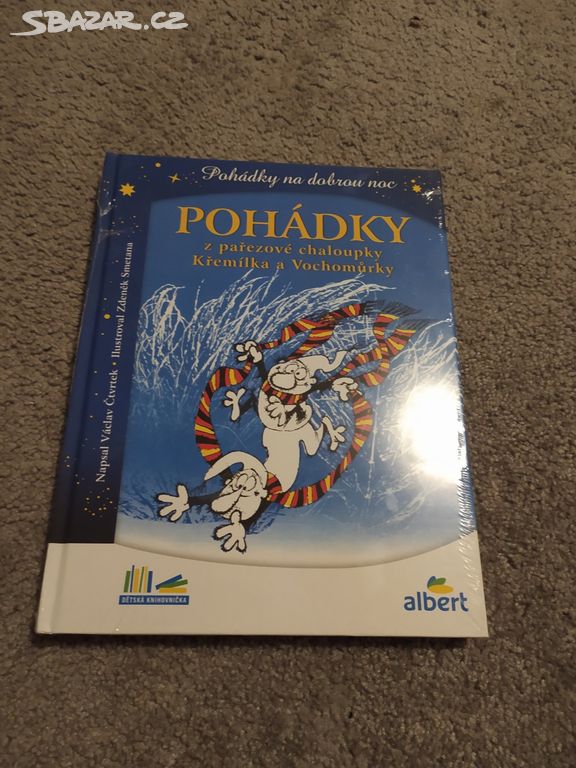 SBAZAR.CZ
Pohádky na dobrou noc
POHÁDKY
z pařezové chaloupky
Křemílka a Vochomůrky
Napsal Václav Čtvrtek • Ilustroval Zdeněk Smetana
DĚTSKÁ KNIHOVNIČKA
albert